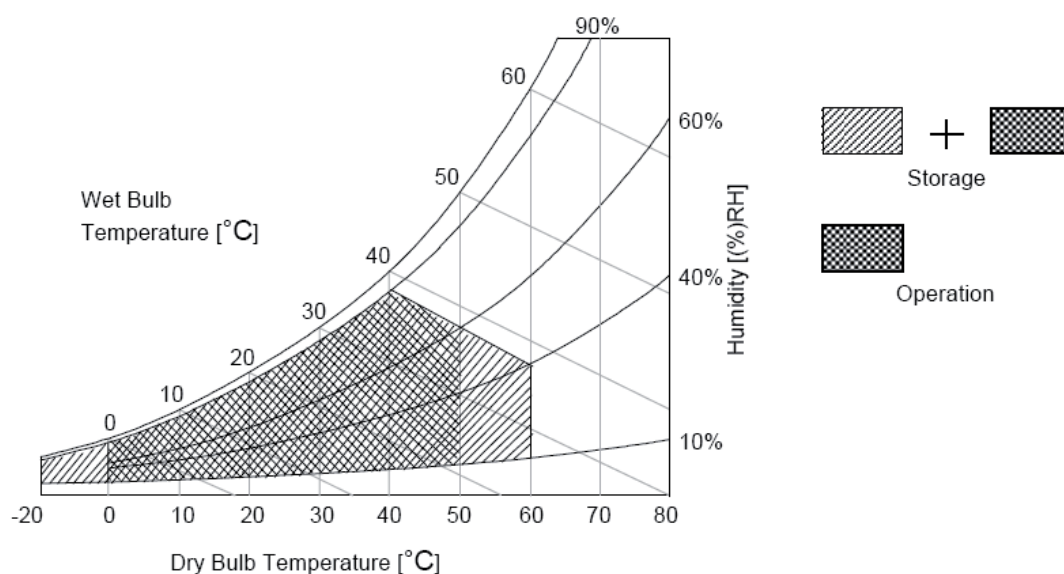 90%
60
60%
50
Wet Bulb
Temperature [°C]
40
30
20
10
0
40%
10%
Humidity [(%)RH]
-20 0 10 20 30 40 50 60 70 80
Dry Bulb Temperature [°C]
+
Storage
Operation